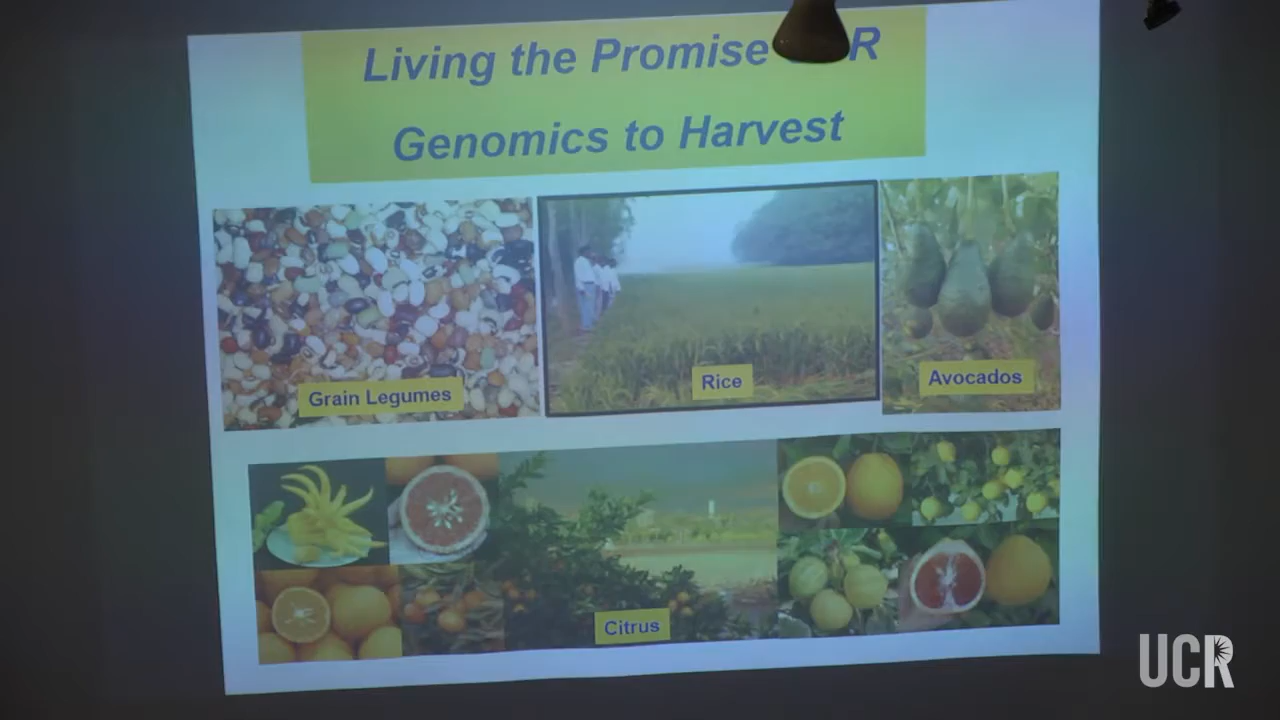 Living the Promise R
Genomics to Harvest
Grain Legumes
Rice
Avocados
Citrus
UCR